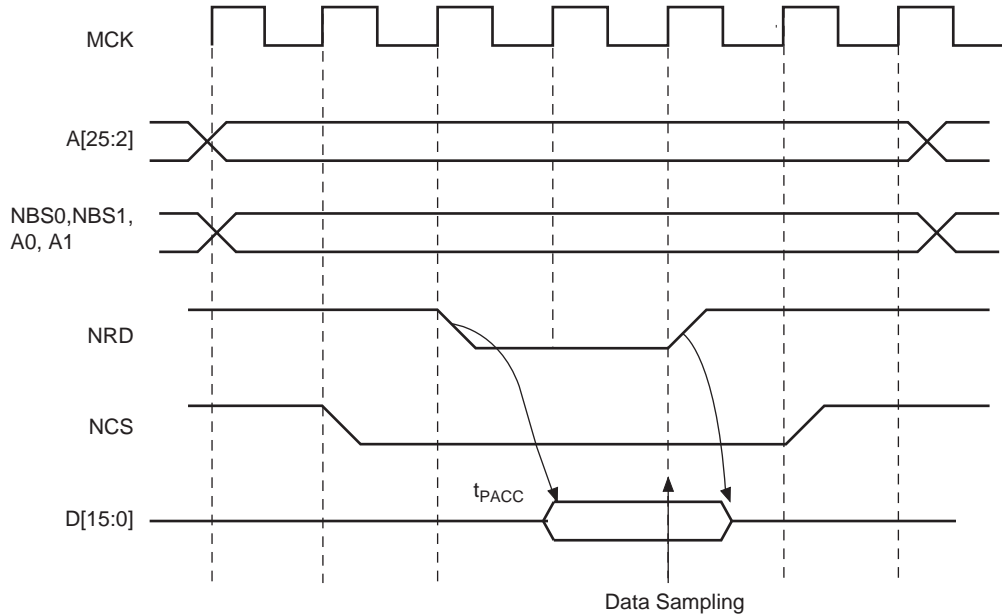 MCK
A[25:2]
NBS0,NBS1,
A0, A1
NRD
NCS
tPACC
D[15:0]
Data Sampling